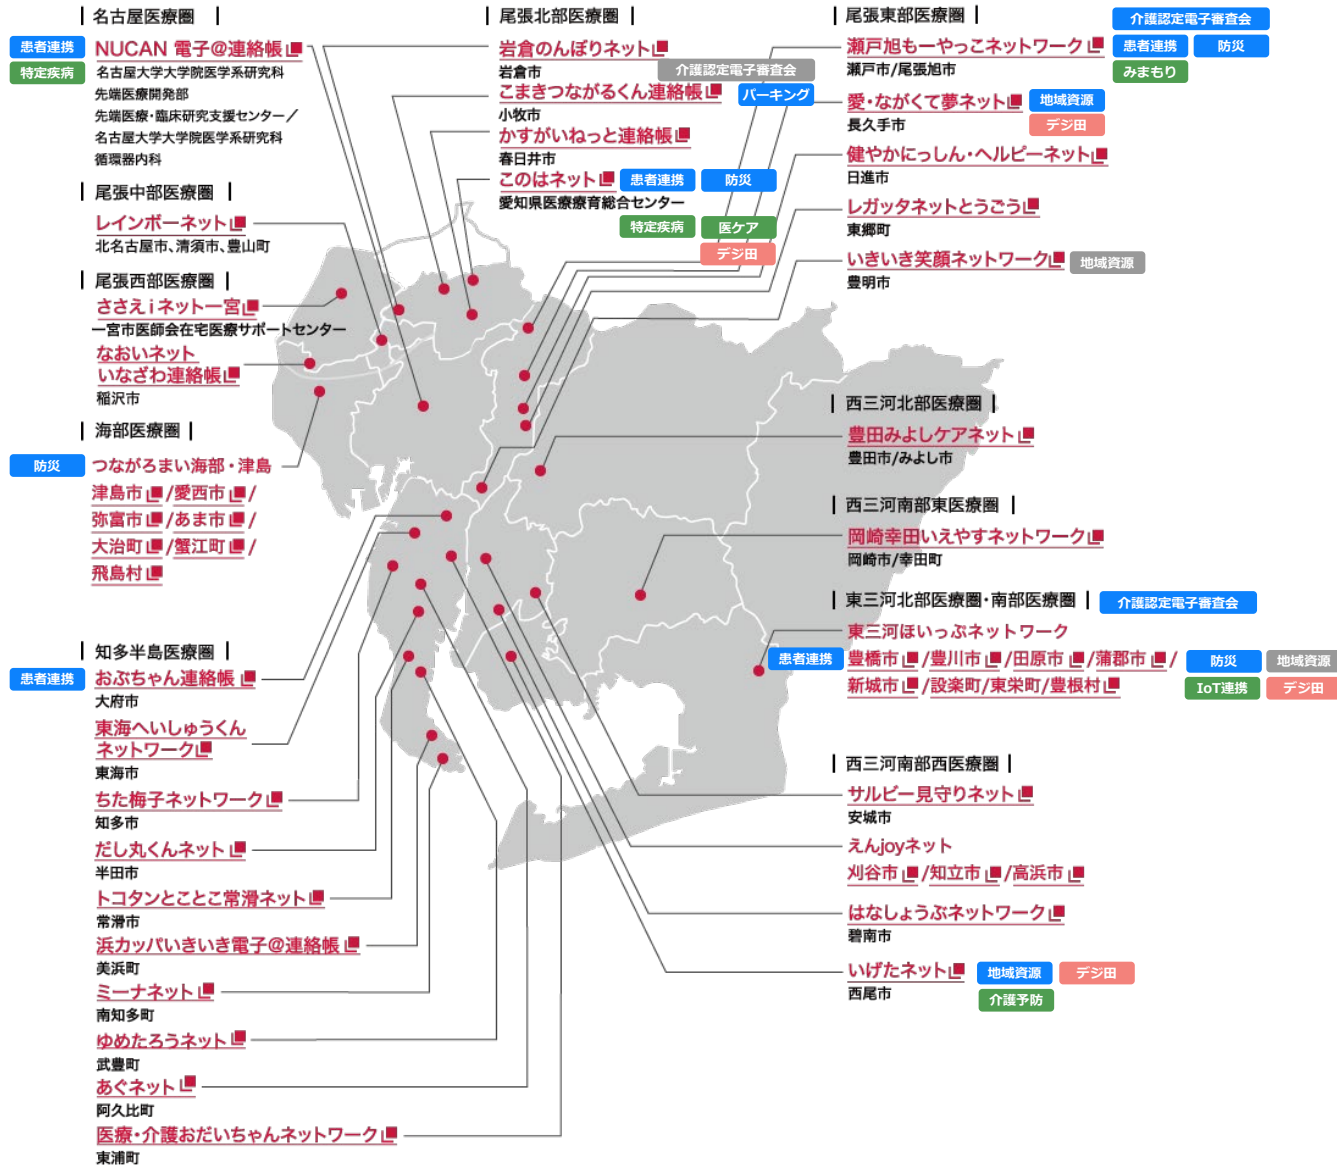 名古屋医療圏
患者連携
NUCAN 電子@連絡帳
特定疾病
名古屋大学大学院医学系研究科
先端医療開発部
先端医療・臨床研究支援センター／
名古屋大学大学院医学系研究科
循環器内科
尾張中部医療圏
レインボーネット
北名古屋市、清須市、豊山町
尾張西部医療圏
ささえiネット一宮
一宮市医師会在宅医療サポートセンター
なおいネット
いなざわ連絡帳
稲沢市
海部医療圏
防災
つながろまい海部・津島
津島市/愛西市/
弥富市/あま市/
大治町/蟹江町/
飛島村
知多半島医療圏
患者連携
おぶちゃん連絡帳
大府市
東海へいしゅうくん
ネットワーク
東海市
ちた梅子ネットワーク
知多市
だし丸くんネット
半田市
トコタンとことこ常滑ネット
常滑市
浜カッパいきいき電子@連絡帳
美浜町
ミーナネット
南知多町
ゆめたろうネット
武豊町
あぐネット
阿久比町
医療・介護おだいちゃんネットワーク
東浦町
尾張北部医療圏
岩倉のんぼりネット
岩倉市
介護認定電子審査会
こまきつながるくん連絡帳
パーキング
小牧市
かすがいねっと連絡帳
春日井市
このはネット
患者連携
防災
愛知県医療療育総合センター
特定疾病
医ケア
デジ田
尾張東部医療圏
介護認定電子審査会
瀬戸旭もーやっこネットワーク
患者連携
防災
瀬戸市/尾張旭市
みまもり
愛・ながくて夢ネット
地域資源
長久手市
デジ田
健やかにっしん・ヘルピーネット
日進市
レガッタネットとうごう
東郷町
いきいき笑顔ネットワーク
地域資源
豊明市
西三河北部医療圏
豊田みよしケアネット
豊田市/みよし市
西三河南部東医療圏
岡崎幸田いえやすネットワーク
岡崎市/幸田町
東三河北部医療圏・南部医療圏
介護認定電子審査会
東三河ほいっぷネットワーク
患者連携
豊橋市/豊川市/田原市/蒲郡市/
防災
地域資源
新城市/設楽町/東栄町/豊根村
IoT連携
デジ田
西三河南部西医療圏
サルビー見守りネット
安城市
えんjoyネット
刈谷市/知立市/高浜市
はなしょうぶネットワーク
碧南市
いげたネット
地域資源
デジ田
西尾市
介護予防